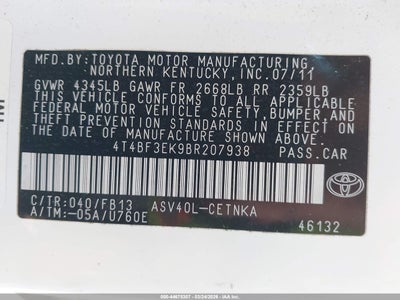 MFD.BY:TOYOTA MOTOR MANUFACTURING
NORTHERN KENTUCKY,INC.07/11
GVWR 4345LB GAWR FR 2668LB RR 2359LB
THIS VEHICLE CONFORMS TO ALL APPLICABLE
FEDERAL MOTOR VEHICLE SAFETY,BUMPER,AND
THEFT PREVENTION STANDARDS IN EFFECT ON
THE DATE OF MANUFACTURE SHOWN ABOVE.
4T4BF3EK9BR207938 PASS.CAR
C/TR:040/FB13 ASV40L-CETNKA
A/TM:-05A/U760E
46132
TOYOTA